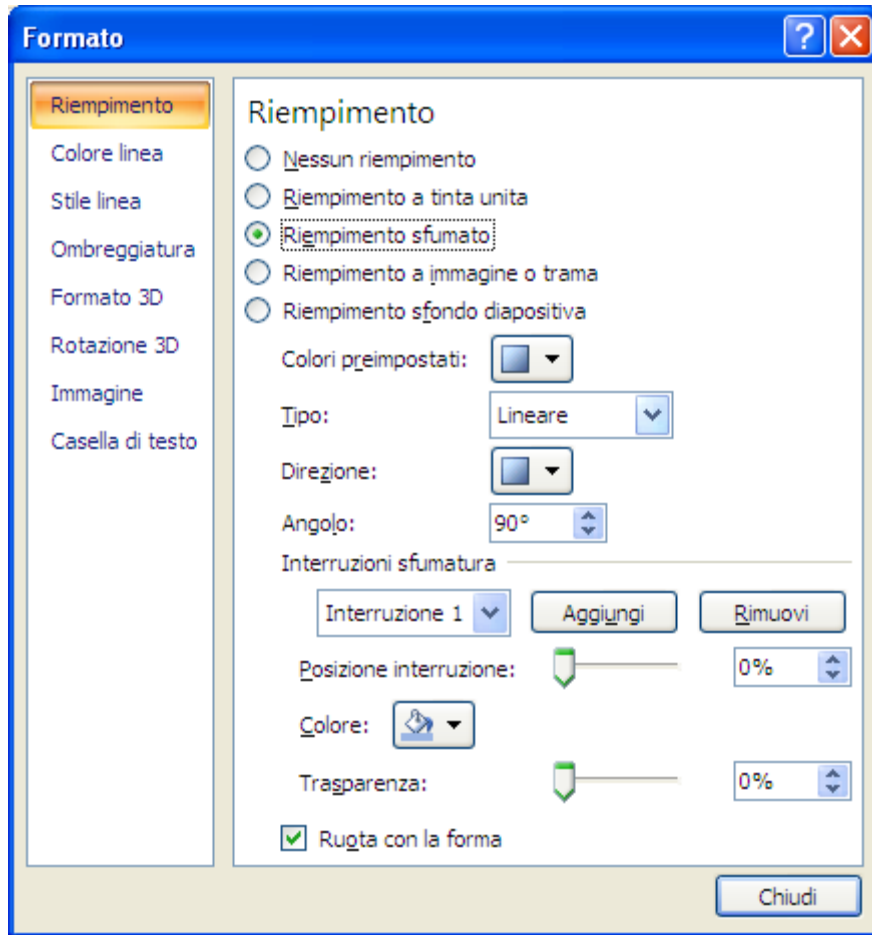 Formato
Riempimento
Colore linea
Stile linea
Ombreggiatura
Formato 3D
Rotazione 3D
Immagine
Casella di testo
Riempimento
Nessun riempimento
Riempimento a tinta unita
Riempimento sfumato
Riempimento a immagine o trama
Riempimento sfondo diapositiva
Colori preimpostati:
Tipo: Lineare
Direzione:
Angolo: 90°
Interruzioni sfumatura
Interruzione 1 Aggiungi Rimuovi
Posizione interruzione: 0%
Colore:
Trasparenza: 0%
Ruota con la forma
Chiudi